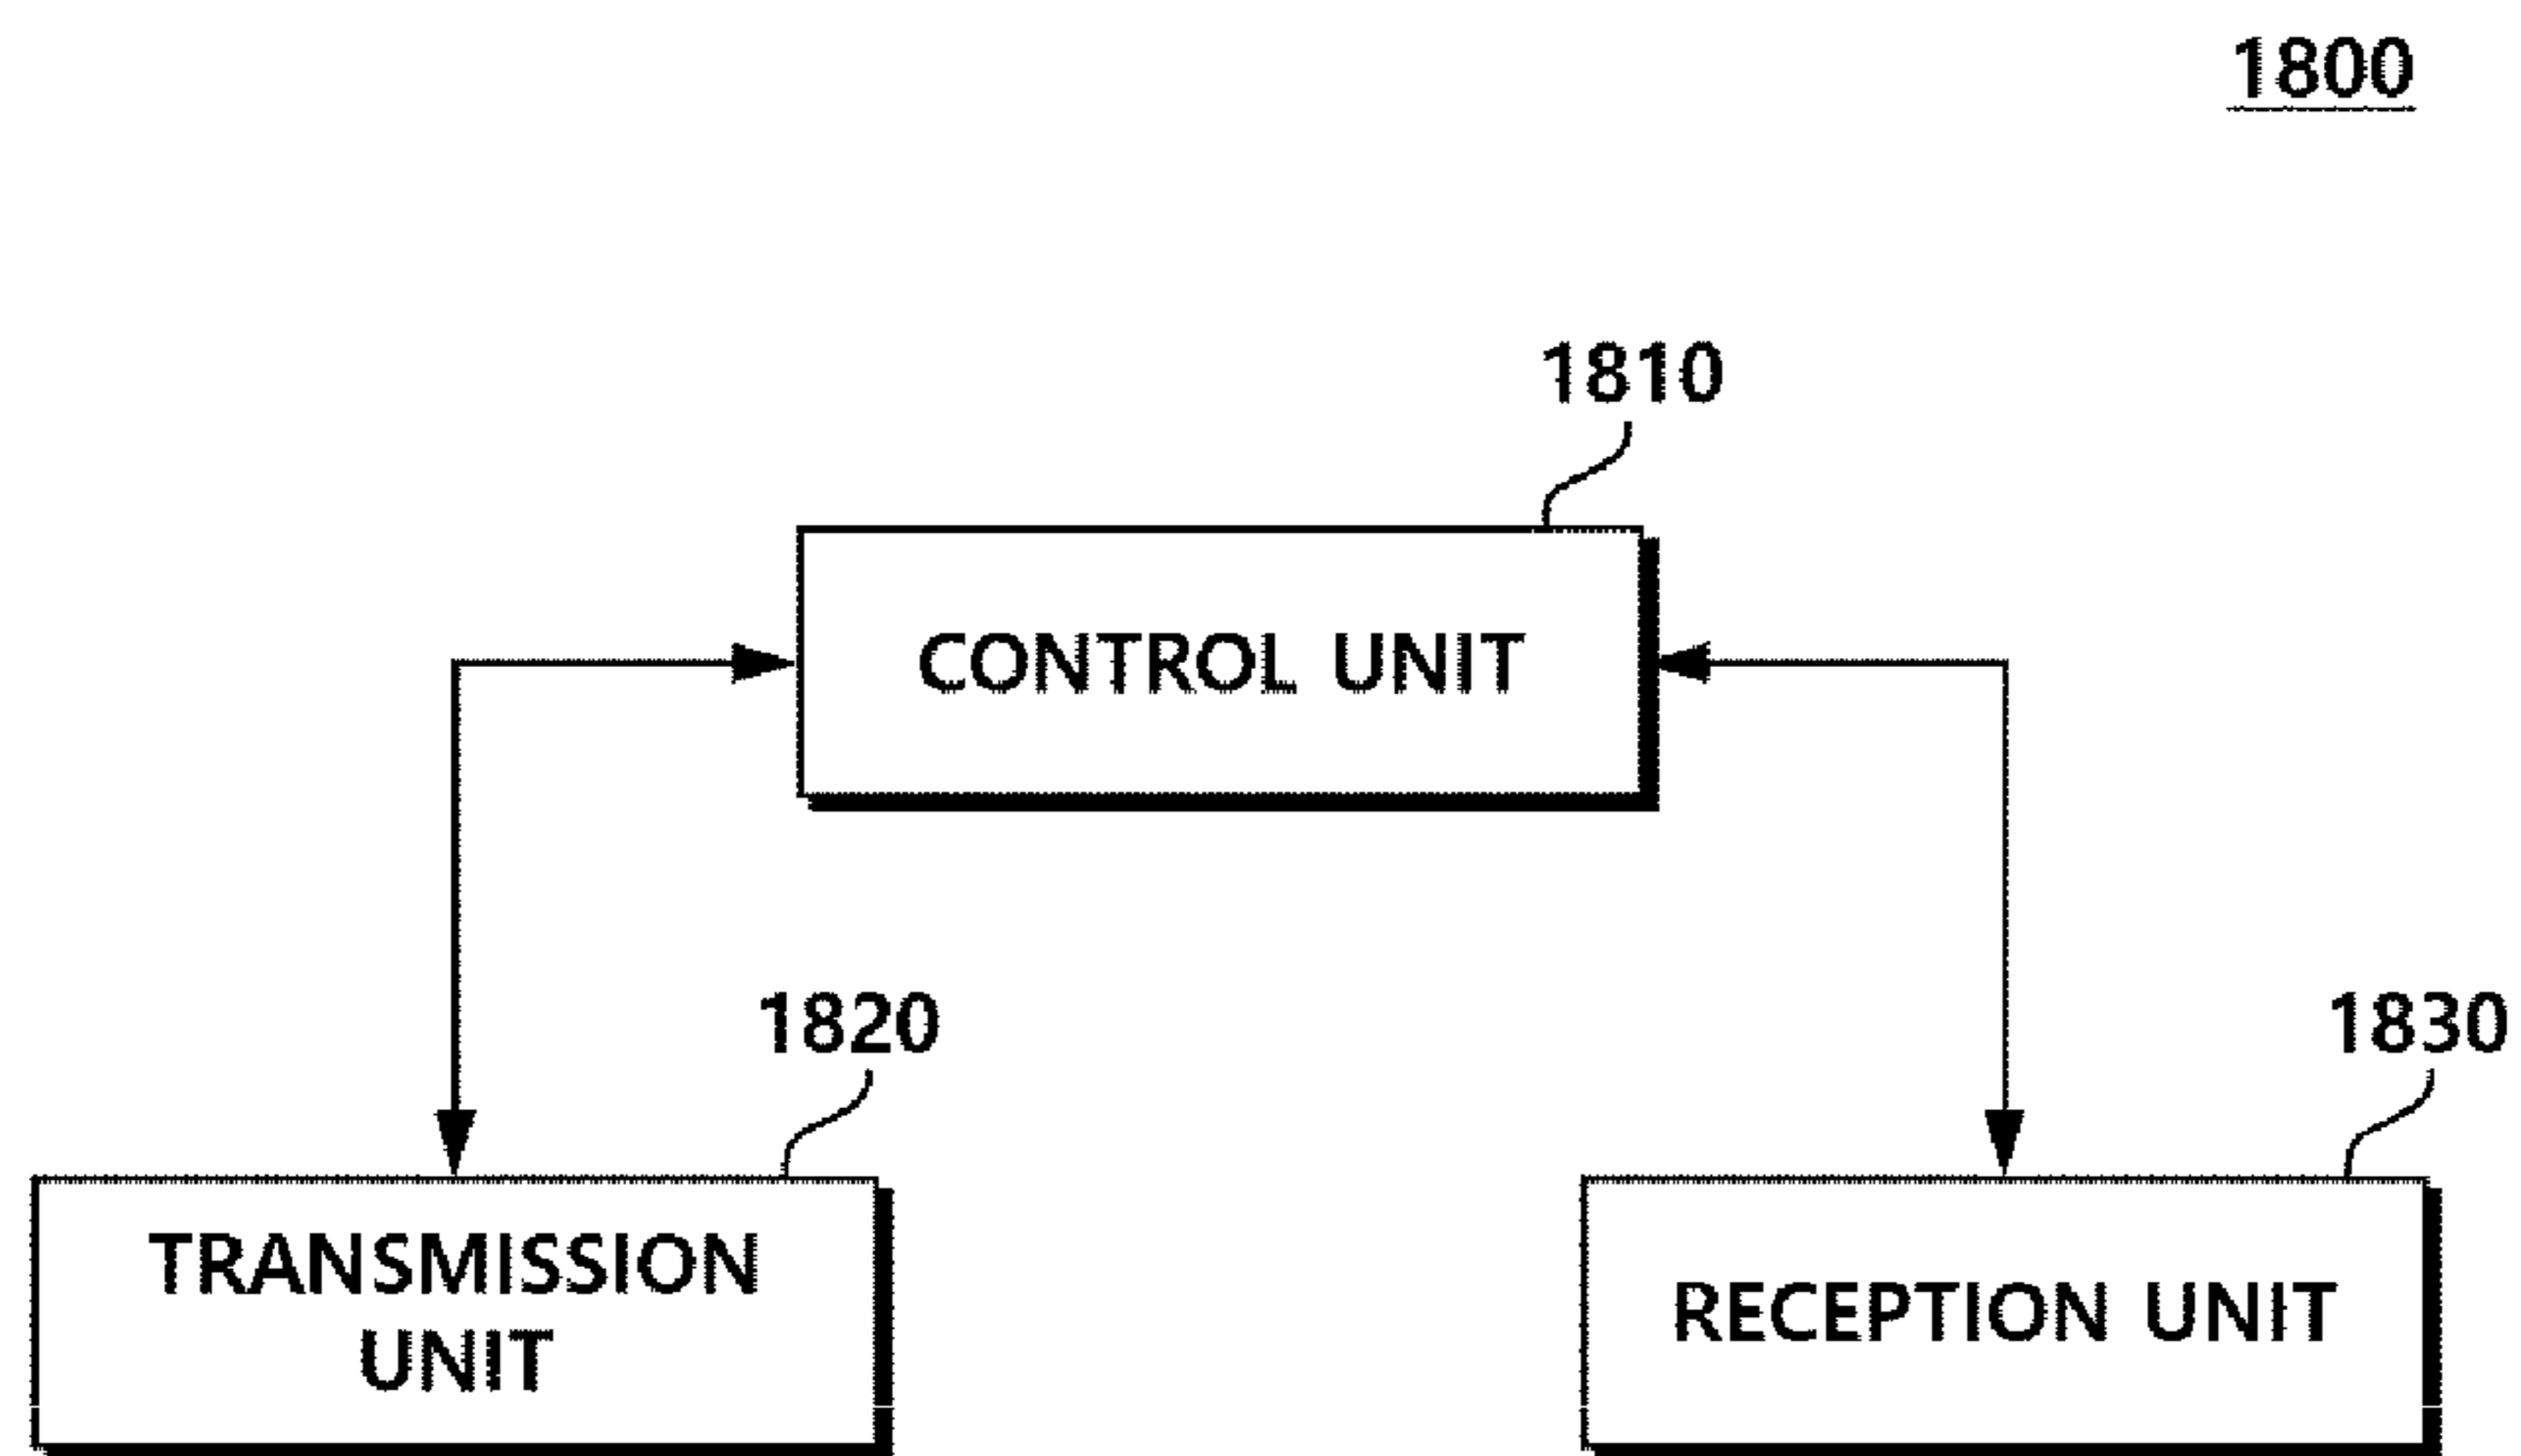 1800
1810
CONTROL UNIT
1820
1830
TRANSMISSION
UNIT
RECEPTION UNIT